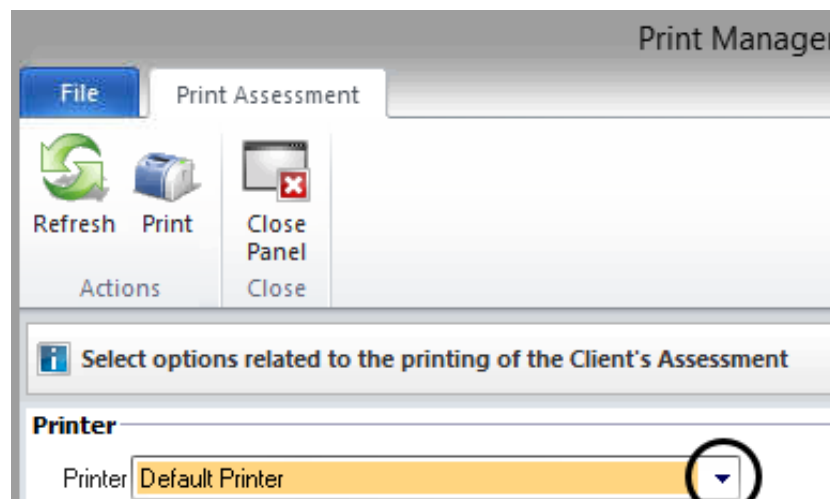 Print Manager
File Print Assessment
Refresh Print Close Panel
Actions Close
Select options related to the printing of the Client's Assessment
Printer
Printer Default Printer